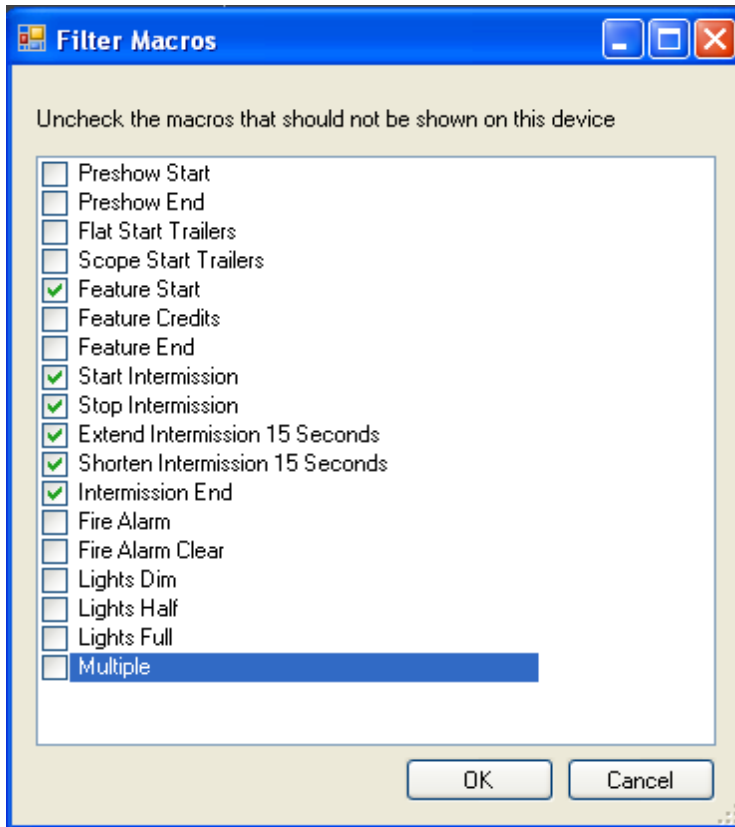 Filter Macros
Uncheck the macros that should not be shown on this device
Preshow Start
Preshow End
Flat Start Trailers
Scope Start Trailers
Feature Start
Feature Credits
Feature End
Start Intermission
Stop Intermission
Extend Intermission 15 Seconds
Shorten Intermission 15 Seconds
Intermission End
Fire Alarm
Fire Alarm Clear
Lights Dim
Lights Half
Lights Full
Multiple
OK Cancel